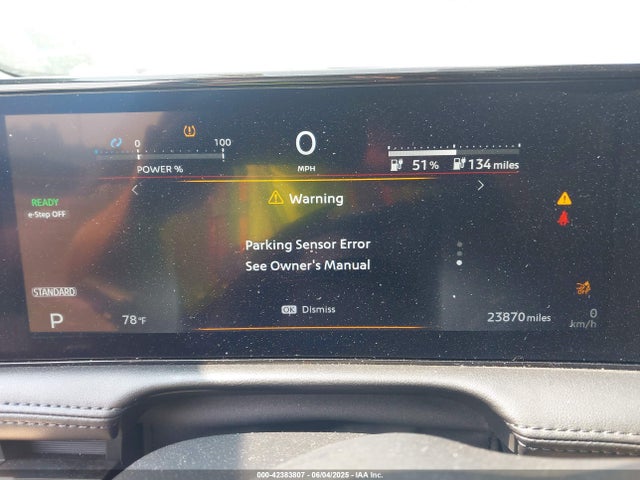 0 100
POWER %
0
MPH
51 %
134 miles
READY
e-Step OFF
Warning
Parking Sensor Error
See Owner's Manual
STANDARD
P
78°F
OK Dismiss
23870 miles
0
km/h
000-42383807 - 06/04/2025 - IAA Inc.